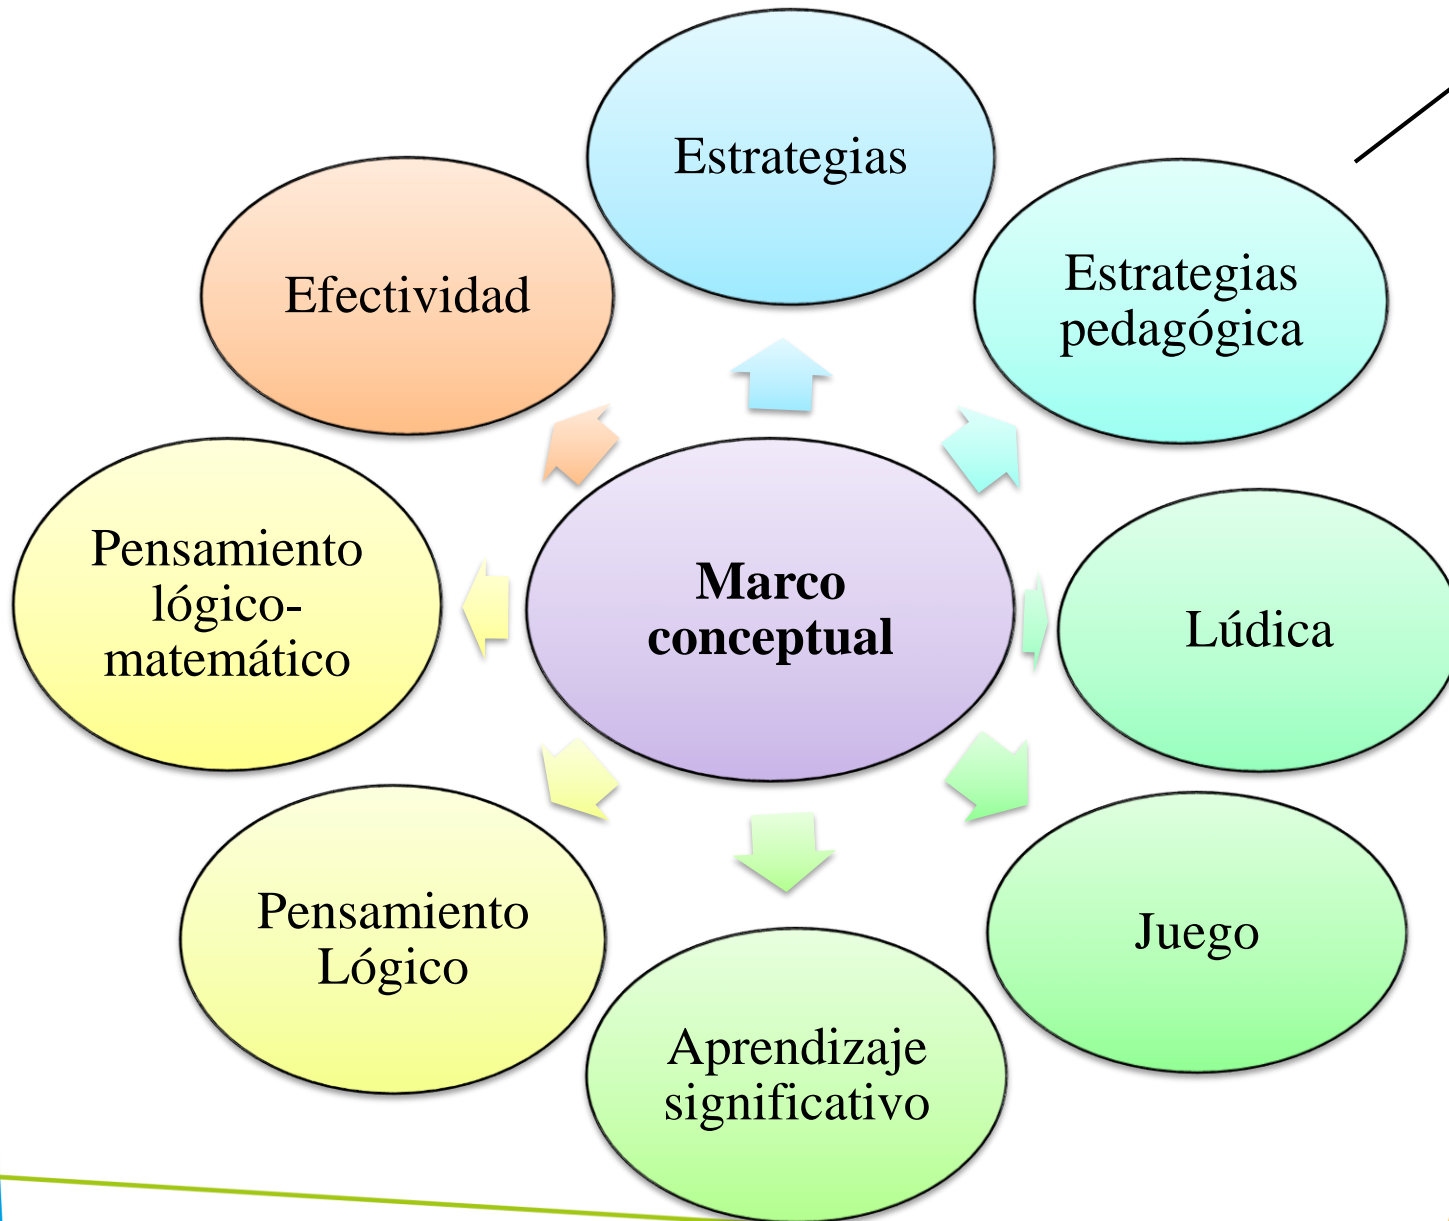 Estrategias
Estrategias
pedagógica
Efectividad
Pensamiento
lógico-
matemático
Marco
conceptual
Lúdica
Pensamiento
Lógico
Juego
Aprendizaje
significativo